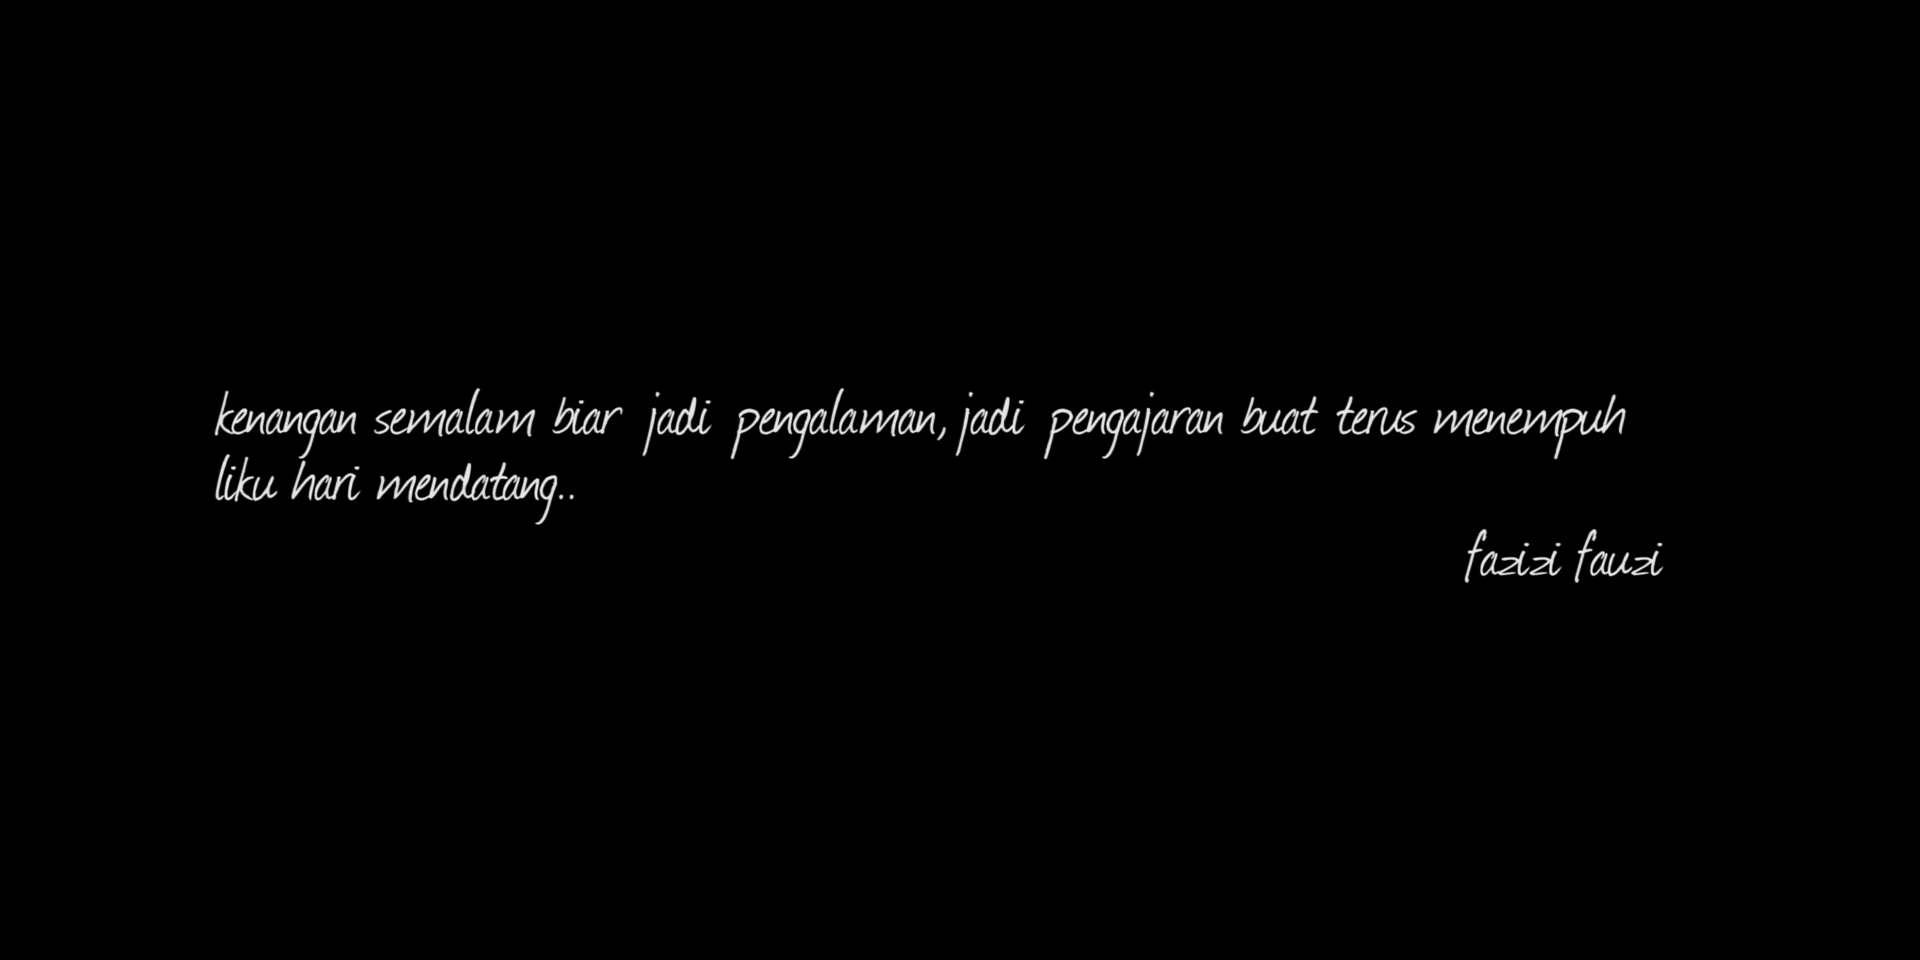 kenangan semalam biar jadi pengalaman, jadi pengajaran buat terus menempuh
liku hari mendatang..
fazizi fauzi